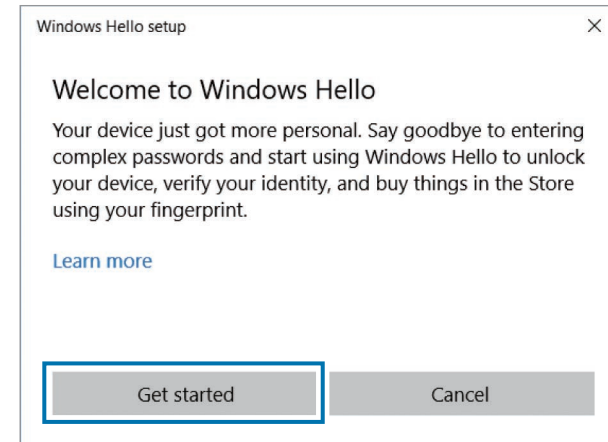 Windows Hello setup
Welcome to Windows Hello
Your device just got more personal. Say goodbye to entering
complex passwords and start using Windows Hello to unlock
your device, verify your identity, and buy things in the Store
using your fingerprint.
Learn more
Get started
Cancel